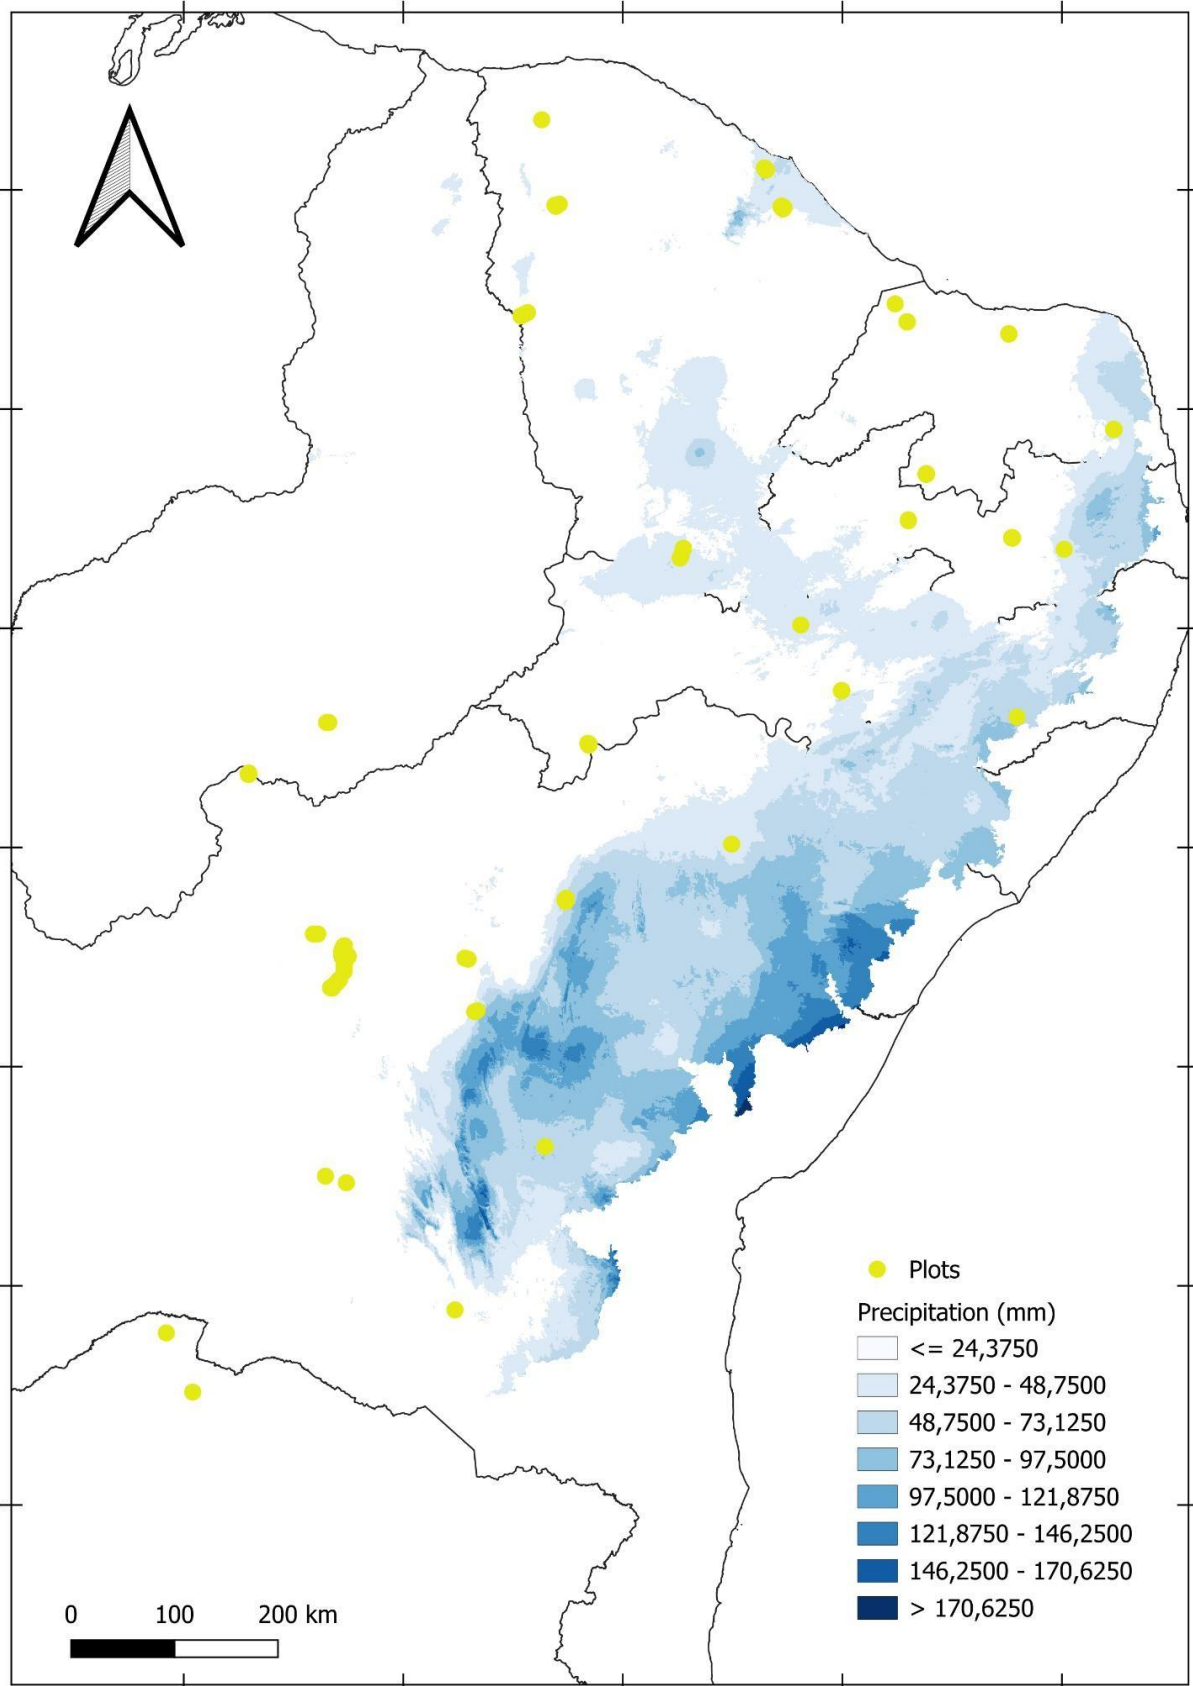 Plots
Precipitation (mm)
<= 24,3750
24,3750 - 48,7500
48,7500 - 73,1250
73,1250 - 97,5000
97,5000 - 121,8750
121,8750 - 146,2500
146,2500 - 170,6250
> 170,6250
0 100 200 km